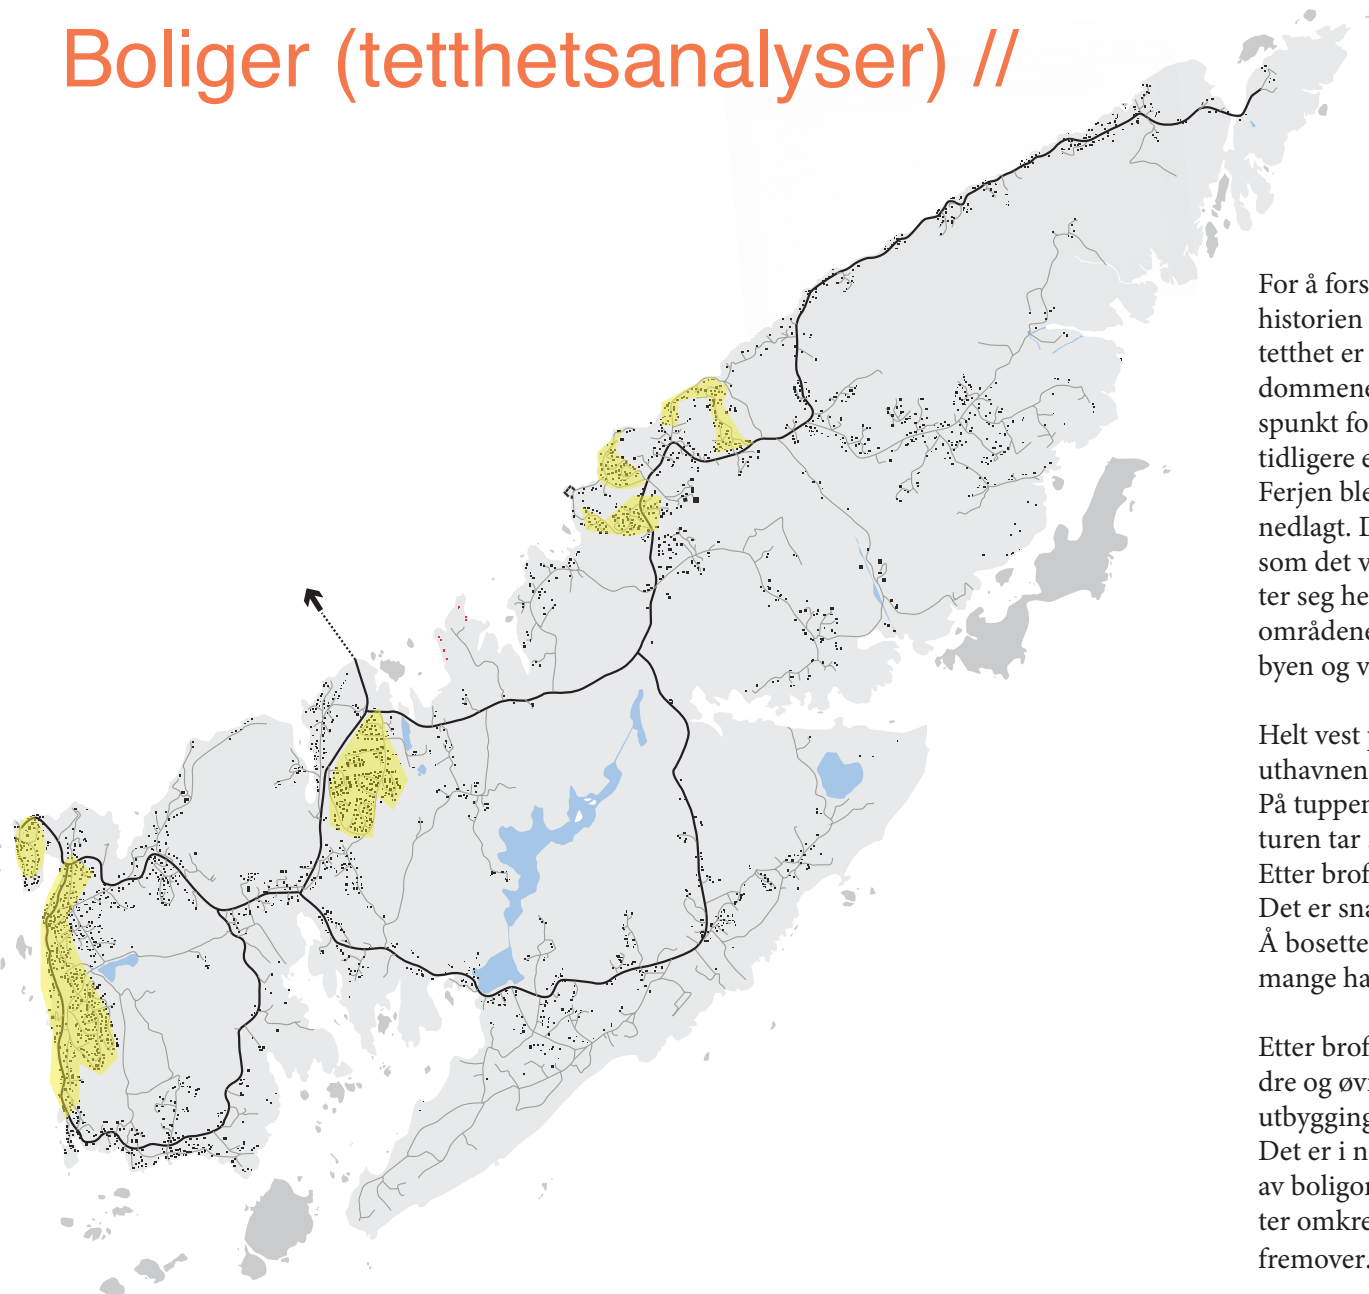 Boliger (tetthetsanalyser) //
For å fors
historien
tetthet er
dommene
spunkt fo
tidligere e
Ferjen ble
nedlagt. D
som det v
ter seg he
områdene
byen og v
Helt vest
uthavnen
På tuppen
turen tar
Etter brof
Det er sna
Å bosette
mange ha
Etter brof
dre og øvr
utbygging
Det er i n
av boligom
ter omkre
fremover.